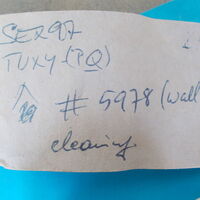 SEX97
TUXY (PQ)
# 5978 (wall
cleaning